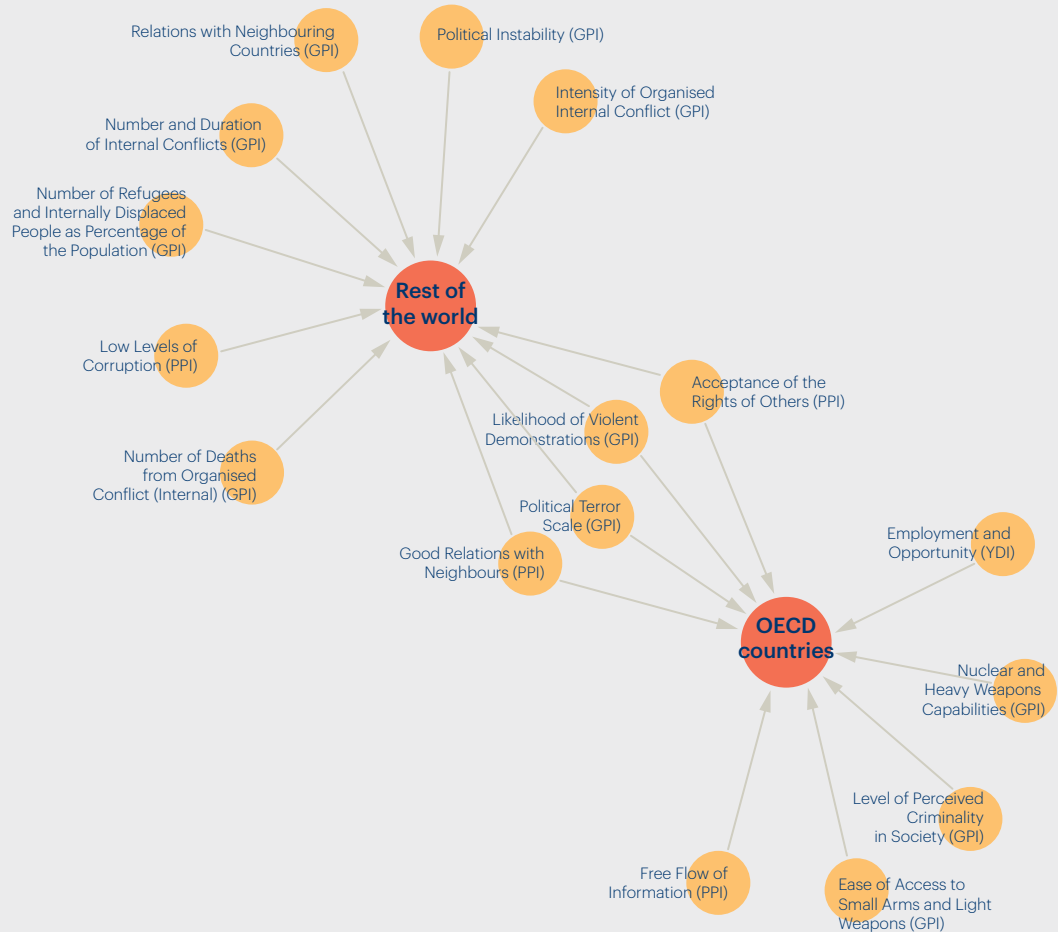 Relations with Neighbouring
Countries (GPI)
Political Instability (GPI)
Intensity of Organised
Internal Conflict (GPI)
Number and Duration
of Internal Conflicts (GPI)
Number of Refugees
and Internally Displaced
People as Percentage of
the Population (GPI)
Rest of
the world
Low Levels of
Corruption (PPI)
Acceptance of the
Rights of Others (PPI)
Likelihood of Violent
Demonstrations (GPI)
Number of Deaths
from Organised
Conflict (Internal) (GPI)
Political Terror
Scale (GPI)
Good Relations with
Neighbours (PPI)
Employment and
Opportunity (YDI)
OECD
countries
Nuclear and
Heavy Weapons
Capabilities (GPI)
Level of Perceived
Criminality
in Society (GPI)
Free Flow of
Information (PPI)
Ease of Access to
Small Arms and Light
Weapons (GPI)